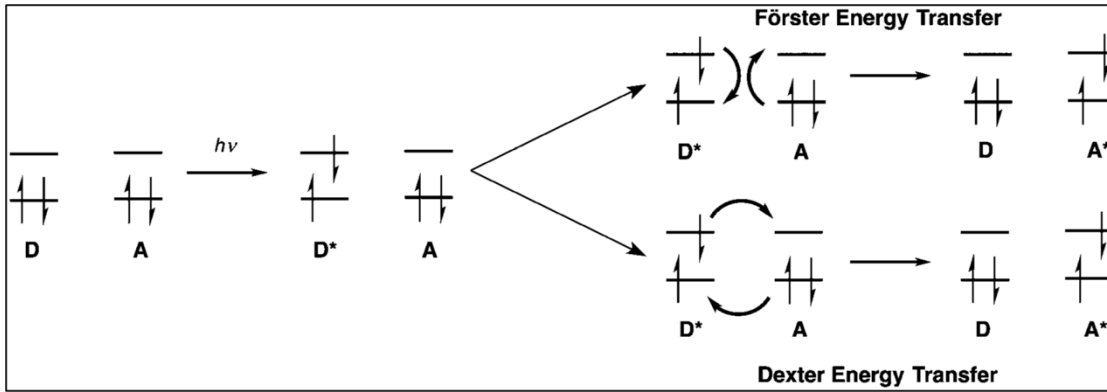 Förster Energy Transfer
D* A D A*
hν
D A D* A
D* A D A*
Dexter Energy Transfer